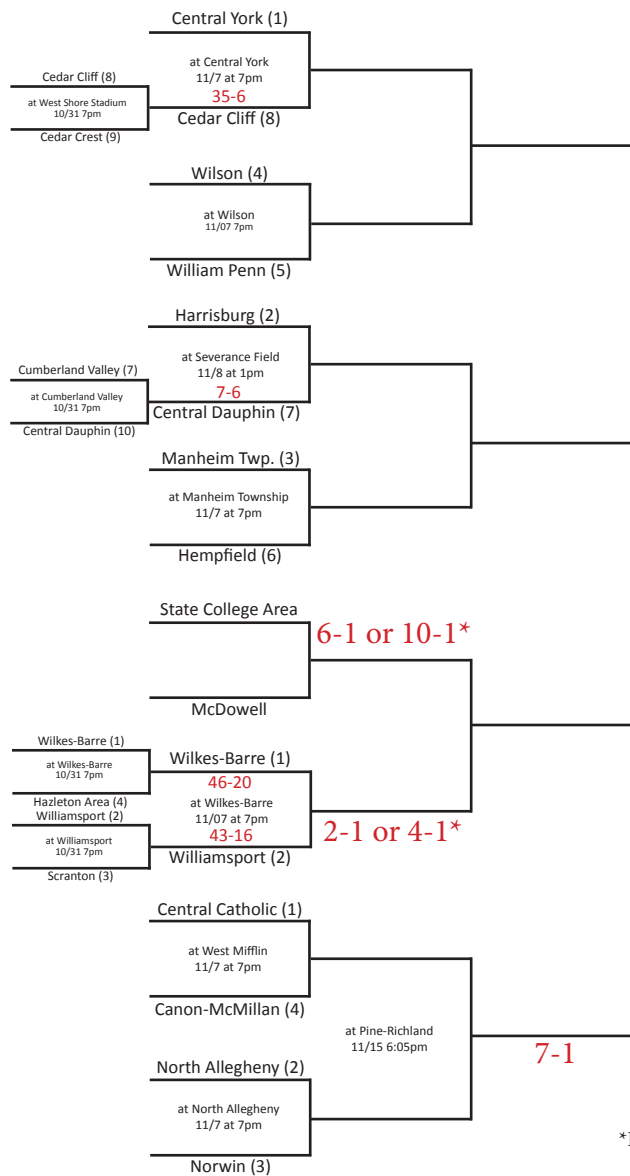 Central York (1)
at Central York
11/7 at 7pm
35-6
Cedar Cliff (8)
at West Shore Stadium
10/31 7pm
Cedar Crest (9)
Cedar Cliff (8)
Wilson (4)
at Wilson
11/07 7pm
William Penn (5)
Harrisburg (2)
at Severance Field
11/8 at 1pm
7-6
Cumberland Valley (7)
at Cumberland Valley
10/31 7pm
Central Dauphin (10)
Central Dauphin (7)
Manheim Twp. (3)
at Manheim Township
11/7 at 7pm
Hempfield (6)
State College Area
6-1 or 10-1*
McDowell
Wilkes-Barre (1)
at Wilkes-Barre
10/31 7pm
Hazleton Area (4)
Williamsport (2)
at Williamsport
10/31 7pm
Scranton (3)
Wilkes-Barre (1)
46-20
at Wilkes-Barre
11/07 at 7pm
43-16
Williamsport (2)
2-1 or 4-1*
Central Catholic (1)
at West Mifflin
11/7 at 7pm
Canon-McMillan (4)
at Pine-Richland
11/15 6:05pm
7-1
North Allegheny (2)
at North Allegheny
11/7 at 7pm
Norwin (3)